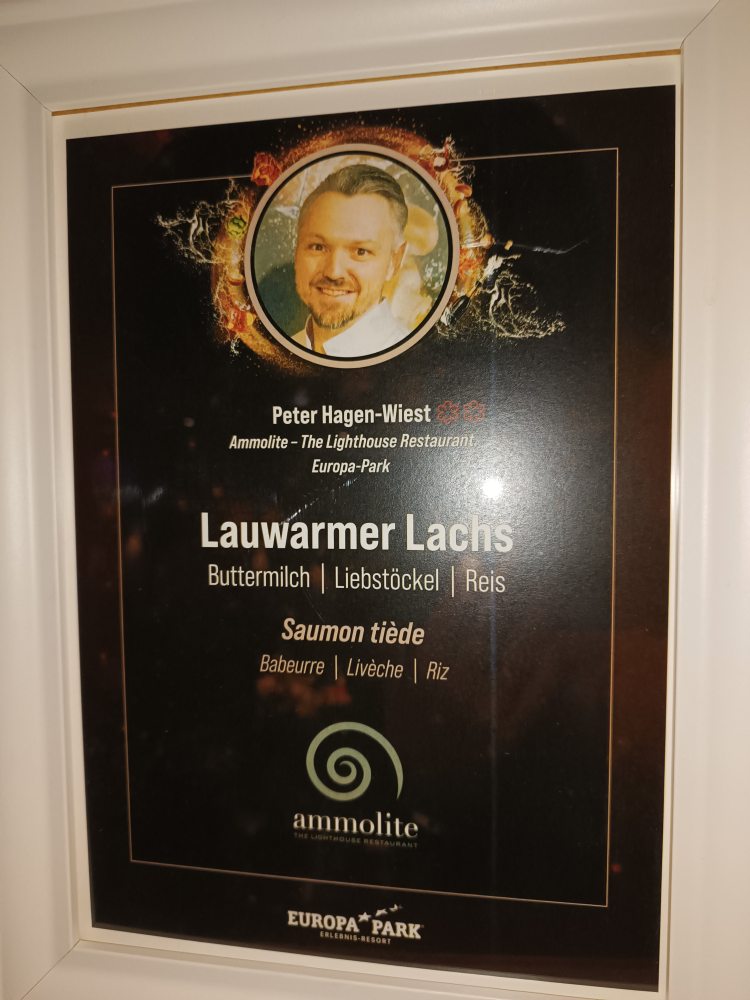 Peter Hagen-Wiest
Ammolite – The Lighthouse Restaurant
Europa-Park
Lauwarmer Lachs
Buttermilch | Liebstöckel | Reis
Saumon tiède
Babeurre | Livèche | Riz
ammolite
THE LIGHTHOUSE RESTAURANT
EUROPA PARK
ERLEBNIS-RESORT